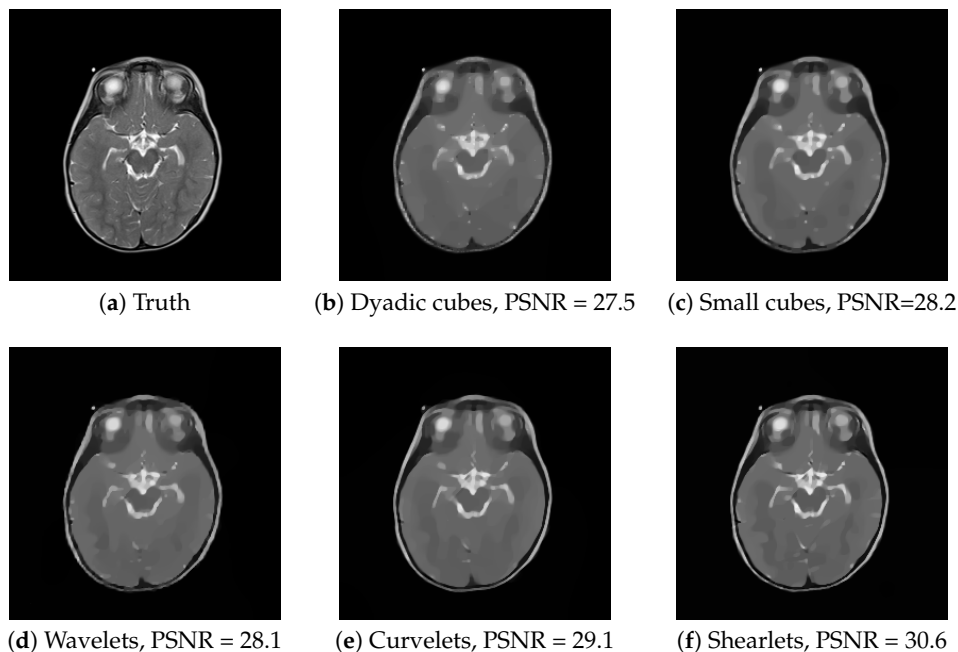 (a) Truth
(b) Dyadic cubes, PSNR = 27.5
(c) Small cubes, PSNR=28.2
(d) Wavelets, PSNR = 28.1
(e) Curvelets, PSNR = 29.1
(f) Shearlets, PSNR = 30.6